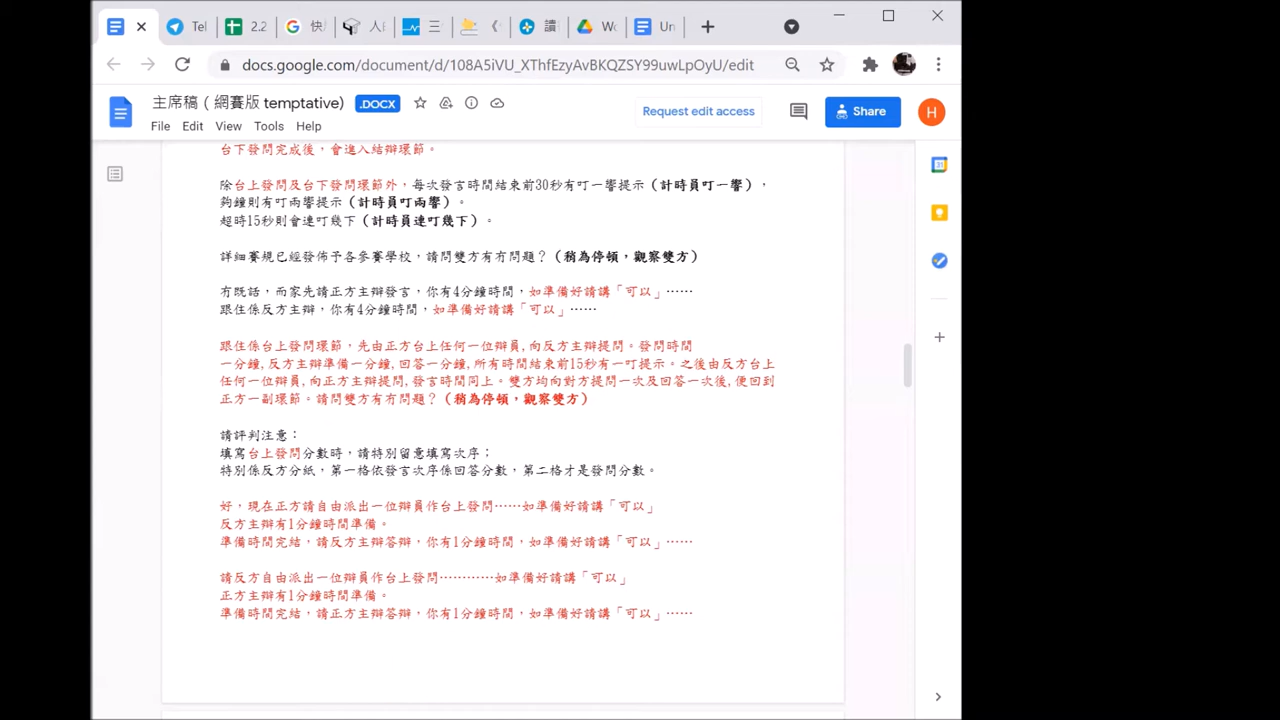 Tel
2.2
快
人
三
《
讀
Wo
Un
docs.google.com/document/d/108A5iVU_XThfEzyAvBKQZSY99uwLpOyU/edit
主席稿（網賽版 temptative)
.DOCX
Request edit access
Share
H
File Edit View Tools Help
台下發問完成後，會進入結辯環節。
除台上發問及台下發問環節外，每次發言時間結束前30秒有叮一響提示（計時員叮一響），
夠鐘則有叮兩響提示（計時員叮兩響）。
超時15秒則會連叮幾下（計時員連叮幾下）。
詳細賽規已經發佈予各參賽學校，請問雙方有冇問題？（稍為停頓，觀察雙方）
冇既話，而家先請正方主辯發言，你有4分鐘時間，如準備好請講「可以」……
跟住係反方主辯，你有4分鐘時間，如準備好請講「可以」……
跟住係台上發問環節，先由正方台上任何一位辯員, 向反方主辯提問。發問時間
一分鐘, 反方主辯準備一分鐘, 回答一分鐘, 所有時間結束前15秒有一叮提示。之後由反方台上
任何一位辯員, 向正方主辯提問, 發言時間同上。雙方均向對方提問一次及回答一次後, 便回到
正方一副環節。請問雙方有冇問題？（稍為停頓，觀察雙方）
請評判注意：
填寫台上發問分數時，請特別留意填寫次序；
特別係反方分紙，第一格依發言次序係回答分數，第二格才是發問分數。
好，現在正方請自由派出一位辯員作台上發問……如準備好請講「可以」
反方主辯有1分鐘時間準備。
準備時間完結，請反方主辯答辯，你有1分鐘時間，如準備好請講「可以」……
請反方自由派出一位辯員作台上發問…………如準備好請講「可以」
正方主辯有1分鐘時間準備。
準備時間完結，請正方主辯答辯，你有1分鐘時間，如準備好請講「可以」……